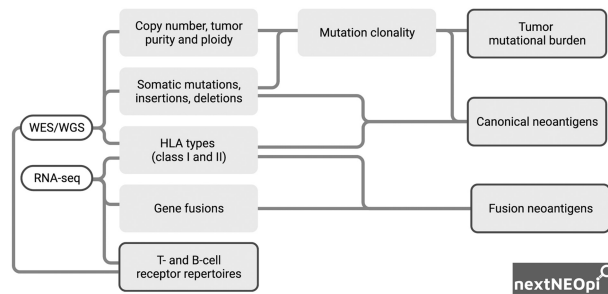 Copy number, tumor
purity and ploidy
Mutation clonality
Tumor
mutational burden
Somatic mutations,
insertions, deletions
WES/WGS
Canonical neoantigens
HLA types
(class I and II)
RNA-seq
Gene fusions
Fusion neoantigens
T- and B-cell
receptor repertoires
nextNEOpi